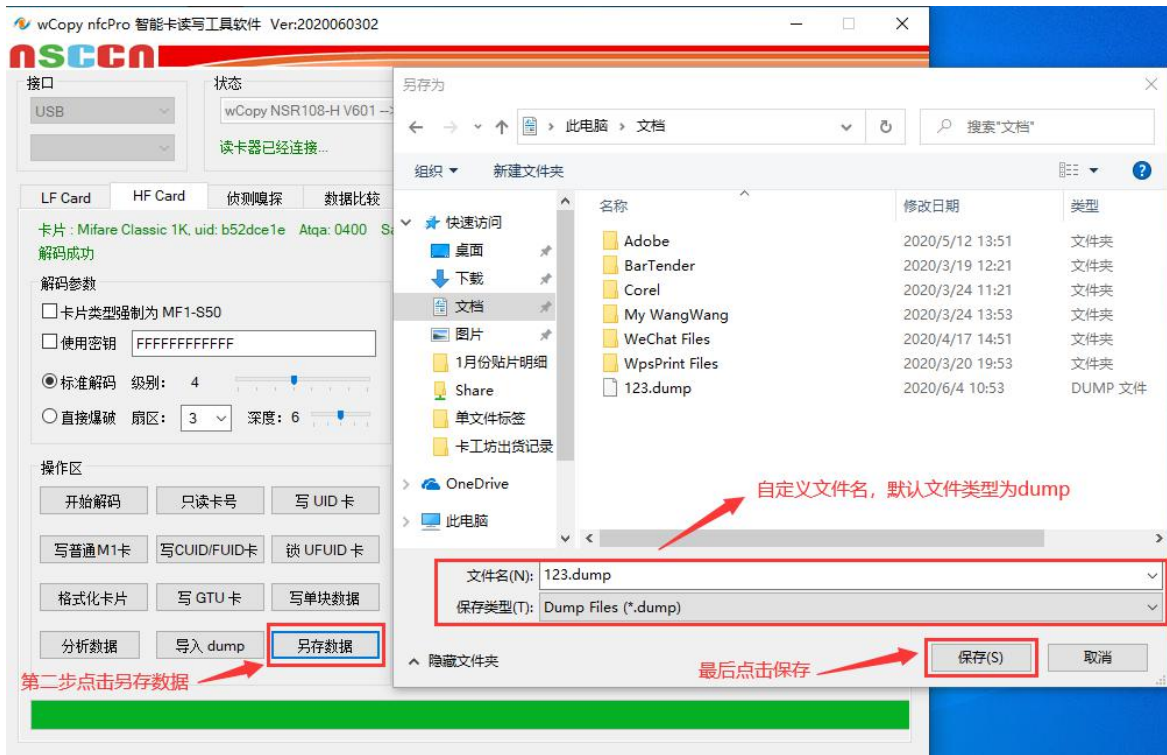 wCopy nfcPro 智能卡读写工具软件 Ver:2020060302
nsccn
接口
USB
状态
wCopy NSR108-H V601 --
读卡器已经连接...
LF Card HF Card 侦测嗅探 数据比较
卡片 : Mifare Classic 1K, uid: b52dce1e Atqa: 0400
解码成功
解码参数
卡片类型强制为 MF1-S50
使用密钥 FFFFFFFFFFFF
标准解码 级别: 4
直接爆破 扇区: 3 深度: 6
操作区
开始解码 只读卡号 写 UID 卡
写普通M1卡 写CUID/FUID卡 锁 UFUID 卡
格式化卡片 写 GTU 卡 写单块数据
分析数据 导入 dump 另存数据
第二步点击另存数据
另存为
此电脑 › 文档
搜索"文档"
组织 新建文件夹
快速访问
桌面
下载
文档
图片
1月份贴片明细
Share
单文件标签
卡工坊出货记录
OneDrive
此电脑
名称 修改日期 类型
Adobe 2020/5/12 13:51 文件夹
BarTender 2020/3/19 12:21 文件夹
Corel 2020/3/24 11:21 文件夹
My WangWang 2020/3/24 13:53 文件夹
WeChat Files 2020/4/17 14:51 文件夹
WpsPrint Files 2020/3/20 19:53 文件夹
123.dump 2020/6/4 10:53 DUMP 文件
自定义文件名，默认文件类型为dump
文件名(N): 123.dump
保存类型(T): Dump Files (*.dump)
隐藏文件夹
最后点击保存
保存(S) 取消